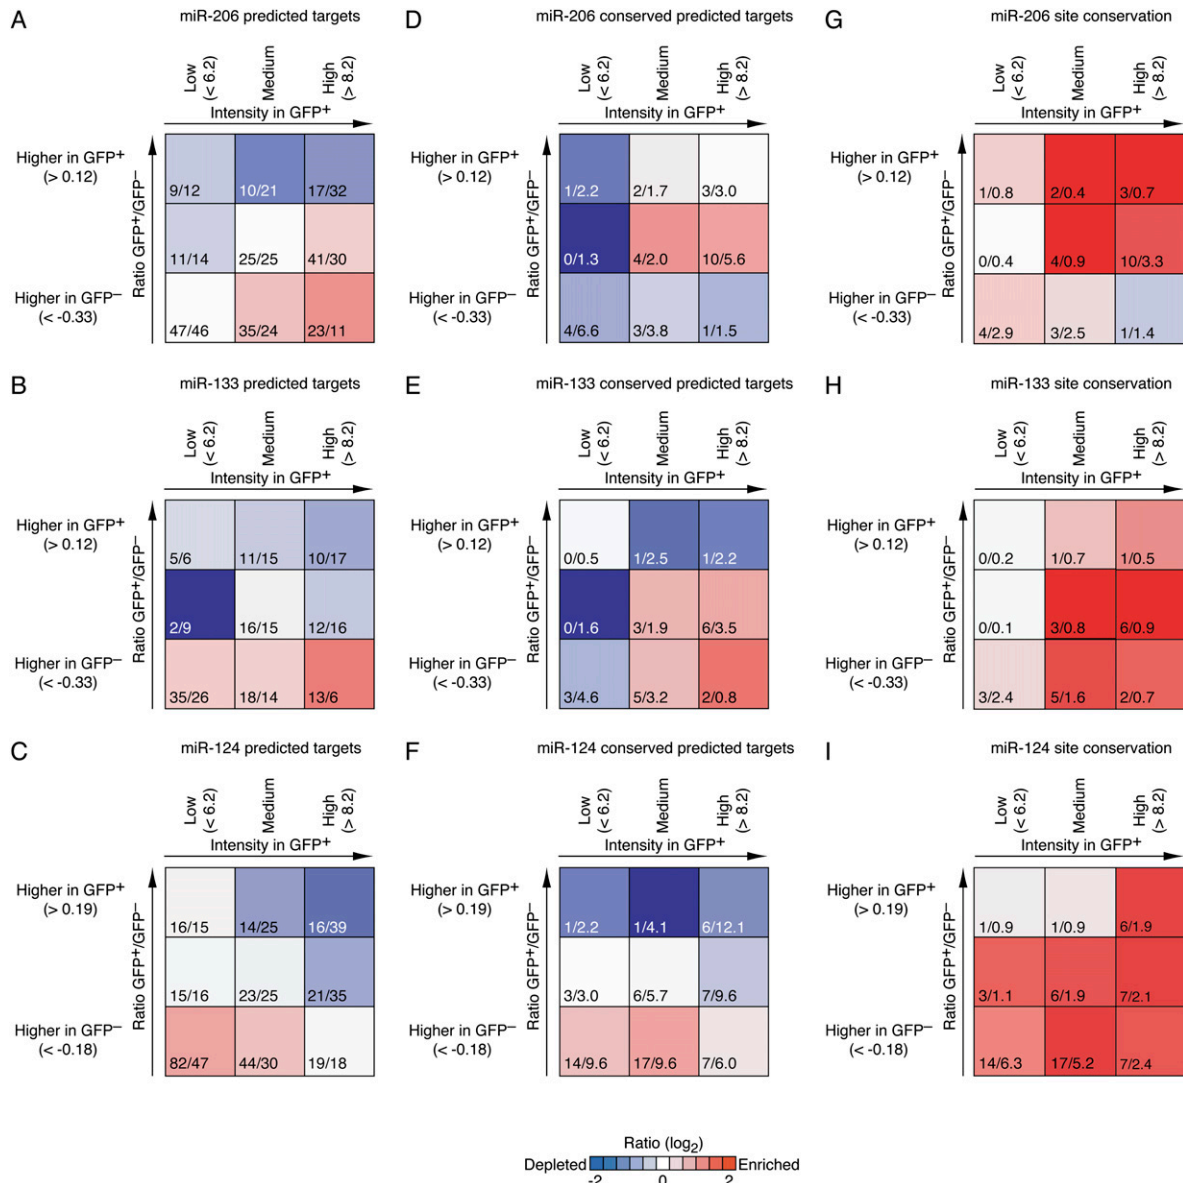 A
miR-206 predicted targets
Low
(< 6.2)
Medium
High
(> 8.2)
Intensity in GFP+
Ratio GFP+/GFP−
Higher in GFP+
(> 0.12)
9/12
10/21
17/32
11/14
25/25
41/30
Higher in GFP−
(< -0.33)
47/46
35/24
23/11
D
miR-206 conserved predicted targets
Low
(< 6.2)
Medium
High
(> 8.2)
Intensity in GFP+
Ratio GFP+/GFP−
Higher in GFP+
(> 0.12)
1/2.2
2/1.7
3/3.0
0/1.3
4/2.0
10/5.6
Higher in GFP−
(< -0.33)
4/6.6
3/3.8
1/1.5
G
miR-206 site conservation
Low
(< 6.2)
Medium
High
(> 8.2)
Intensity in GFP+
Ratio GFP+/GFP−
Higher in GFP+
(> 0.12)
1/0.8
2/0.4
3/0.7
0/0.4
4/0.9
10/3.3
Higher in GFP−
(< -0.33)
4/2.9
3/2.5
1/1.4
B
miR-133 predicted targets
Low
(< 6.2)
Medium
High
(> 8.2)
Intensity in GFP+
Ratio GFP+/GFP−
Higher in GFP+
(> 0.12)
5/6
11/15
10/17
2/9
16/15
12/16
Higher in GFP−
(< -0.33)
35/26
18/14
13/6
E
miR-133 conserved predicted targets
Low
(< 6.2)
Medium
High
(> 8.2)
Intensity in GFP+
Ratio GFP+/GFP−
Higher in GFP+
(> 0.12)
0/0.5
1/2.5
1/2.2
0/1.6
3/1.9
6/3.5
Higher in GFP−
(< -0.33)
3/4.6
5/3.2
2/0.8
H
miR-133 site conservation
Low
(< 6.2)
Medium
High
(> 8.2)
Intensity in GFP+
Ratio GFP+/GFP−
Higher in GFP+
(> 0.12)
0/0.2
1/0.7
1/0.5
0/0.1
3/0.8
6/0.9
Higher in GFP−
(< -0.33)
3/2.4
5/1.6
2/0.7
C
miR-124 predicted targets
Low
(< 6.2)
Medium
High
(> 8.2)
Intensity in GFP+
Ratio GFP+/GFP−
Higher in GFP+
(> 0.19)
16/15
14/25
16/39
15/16
23/25
21/35
Higher in GFP−
(< -0.18)
82/47
44/30
19/18
F
miR-124 conserved predicted targets
Low
(< 6.2)
Medium
High
(> 8.2)
Intensity in GFP+
Ratio GFP+/GFP−
Higher in GFP+
(> 0.19)
1/2.2
1/4.1
6/12.1
3/3.0
6/5.7
7/9.6
Higher in GFP−
(< -0.18)
14/9.6
17/9.6
7/6.0
I
miR-124 site conservation
Low
(< 6.2)
Medium
High
(> 8.2)
Intensity in GFP+
Ratio GFP+/GFP−
Higher in GFP+
(> 0.19)
1/0.9
1/0.9
6/1.9
3/1.1
6/1.9
7/2.1
Higher in GFP−
(< -0.18)
14/6.3
17/5.2
7/2.4
Ratio (log2)
Depleted
Enriched
-2
0
2